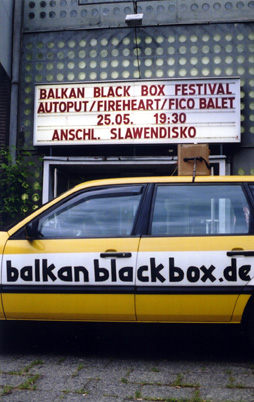 BALKAN BLACK BOX FESTIVAL
AUTOPUT/FIREHEART/FICO BALET
25.05. 19:30
ANSCHL. SLAWENDISKO
balkanblackbox.de